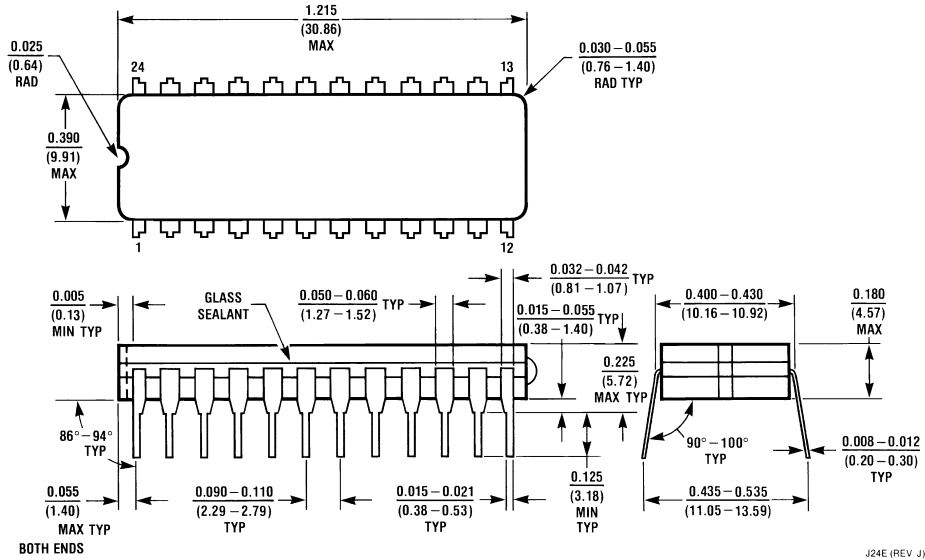 1.215
(30.86)
MAX
0.025
(0.64)
RAD
24
13
0.030 – 0.055
(0.76 – 1.40)
RAD TYP
0.390
(9.91)
MAX
1
12
0.005
(0.13)
MIN TYP
GLASS
SEALANT
0.050 – 0.060 TYP
(1.27 – 1.52)
0.032 – 0.042 TYP
(0.81 – 1.07)
0.015 – 0.055 TYP
(0.38 – 1.40)
0.225
(5.72)
MAX TYP
0.400 – 0.430
(10.16 – 10.92)
0.180
(4.57)
MAX
86° – 94°
TYP
90° – 100°
TYP
0.008 – 0.012
(0.20 – 0.30)
TYP
0.055
(1.40)
MAX TYP
BOTH ENDS
0.090 – 0.110
(2.29 – 2.79)
TYP
0.015 – 0.021
(0.38 – 0.53)
TYP
0.125
(3.18)
MIN
TYP
0.435 – 0.535
(11.05 – 13.59)
J24E (REV J)